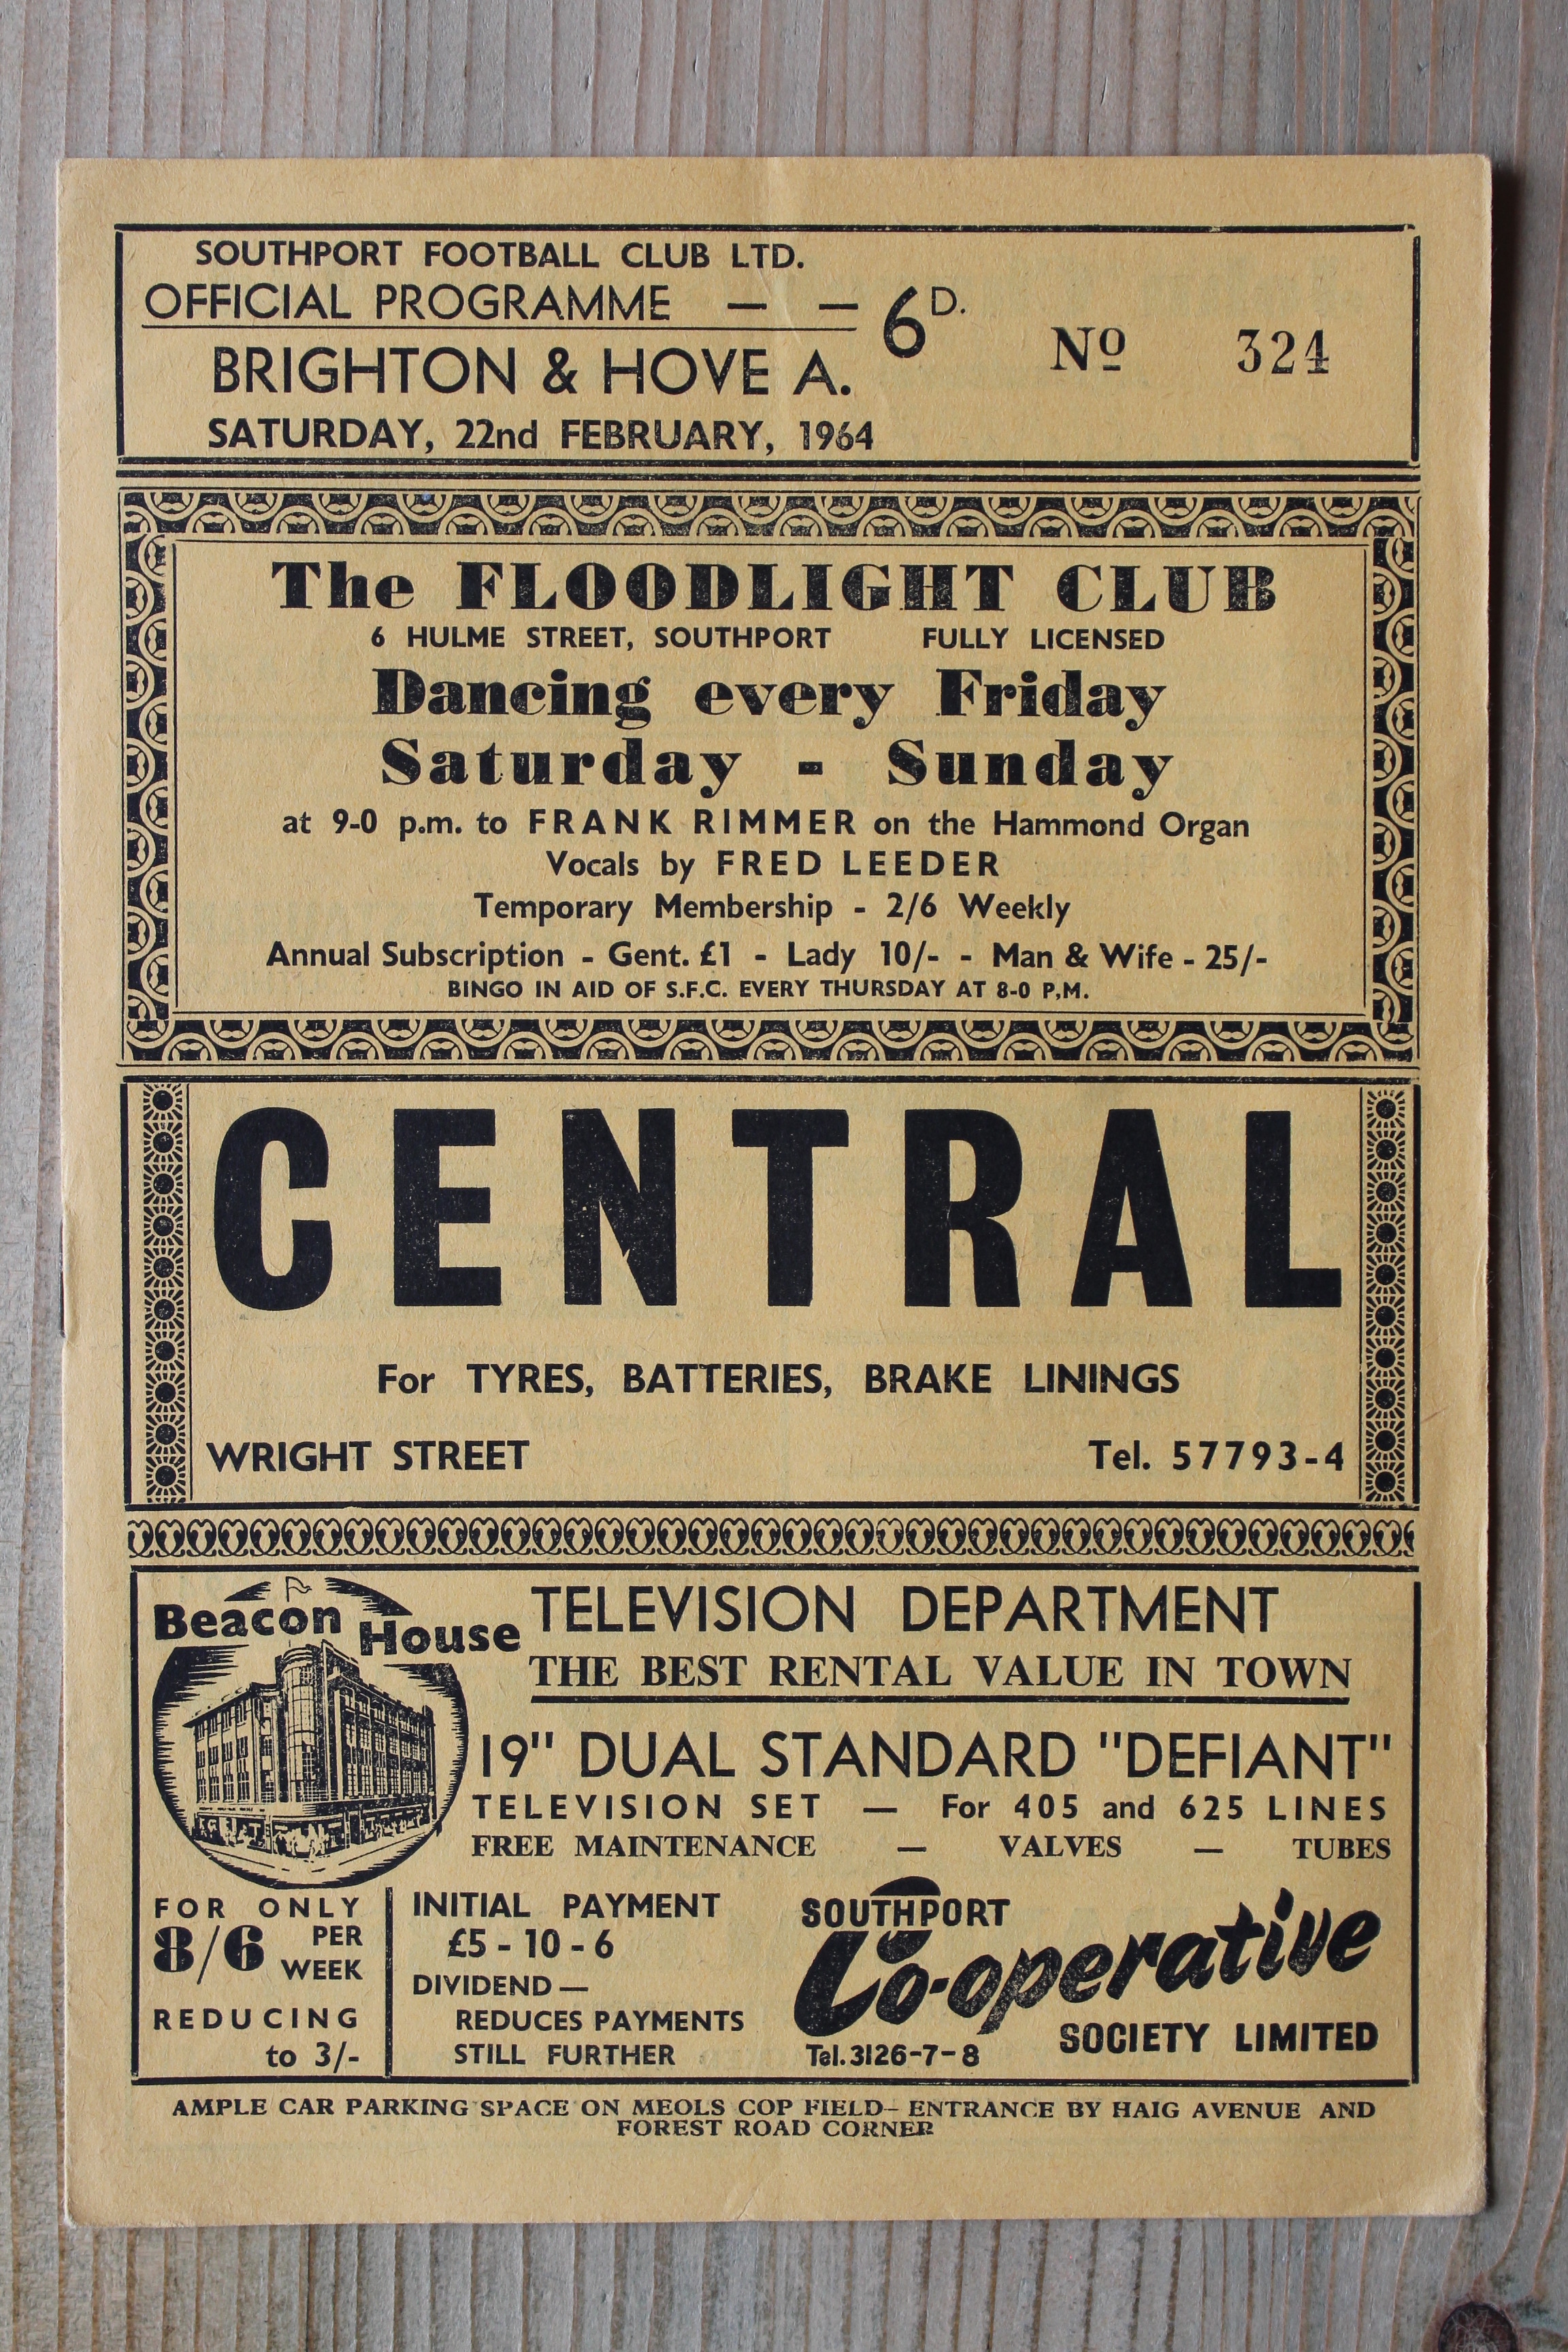 SOUTHPORT FOOTBALL CLUB LTD.
OFFICIAL PROGRAMME — — 6D.
Nº 324
BRIGHTON & HOVE A.
SATURDAY, 22nd FEBRUARY, 1964
The FLOODLIGHT CLUB
6 HULME STREET, SOUTHPORT FULLY LICENSED
Dancing every Friday
Saturday - Sunday
at 9-0 p.m. to FRANK RIMMER on the Hammond Organ
Vocals by FRED LEEDER
Temporary Membership - 2/6 Weekly
Annual Subscription - Gent. £1 - Lady 10/- - Man & Wife - 25/-
BINGO IN AID OF S.F.C. EVERY THURSDAY AT 8-0 P,M.
CENTRAL
For TYRES, BATTERIES, BRAKE LININGS
WRIGHT STREET Tel. 57793-4
Beacon House
TELEVISION DEPARTMENT
THE BEST RENTAL VALUE IN TOWN
19" DUAL STANDARD "DEFIANT"
TELEVISION SET — For 405 and 625 LINES
FREE MAINTENANCE — VALVES — TUBES
FOR ONLY
8/6 PER WEEK
REDUCING
to 3/-
INITIAL PAYMENT
£5-10-6
DIVIDEND—
REDUCES PAYMENTS
STILL FURTHER
SOUTHPORT
Co-operative
SOCIETY LIMITED
Tel. 3126-7-8
AMPLE CAR PARKING SPACE ON MEOLS COP FIELD— ENTRANCE BY HAIG AVENUE AND
FOREST ROAD CORNER